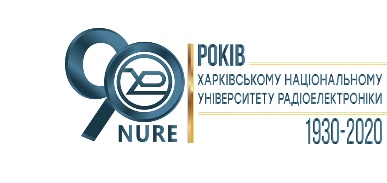 90
NURE
РОКІВ
ХАРКІВСЬКОМУ НАЦІОНАЛЬНОМУ
УНІВЕРСИТЕТУ РАДІОЕЛЕКТРОНІКИ
1930-2020